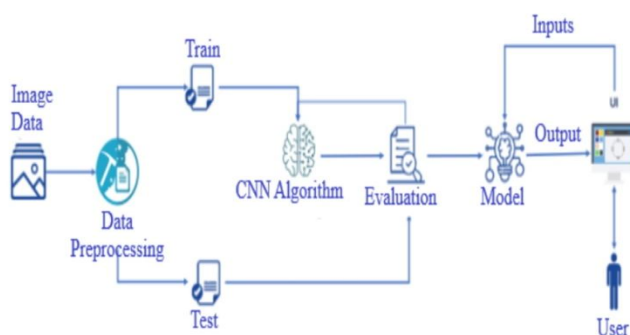 Train
Inputs
Image
Data
UI
Output
CNN Algorithm
Evaluation
Model
Data
Preprocessing
Test
User